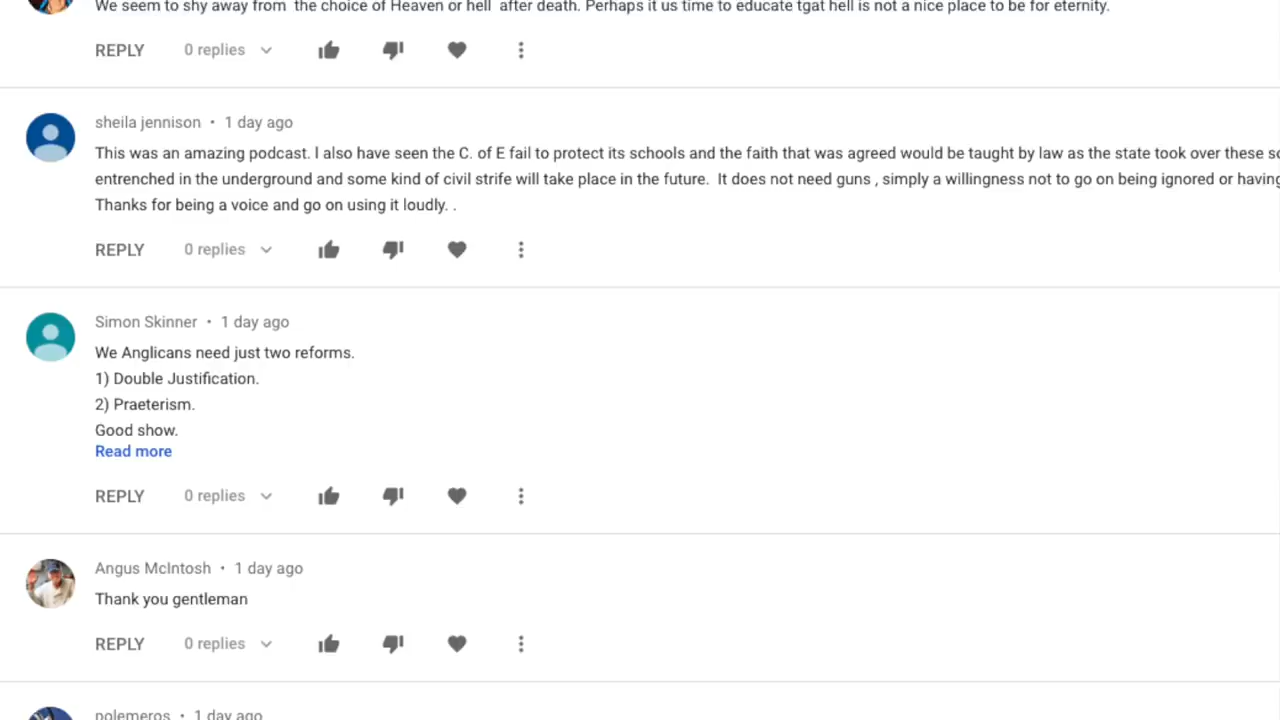 We seem to shy away from the choice of Heaven or hell after death. Perhaps it us time to educate tgat hell is not a nice place to be for eternity.
REPLY 0 replies
sheila jennison • 1 day ago
This was an amazing podcast. I also have seen the C. of E fail to protect its schools and the faith that was agreed would be taught by law as the state took over these
entrenched in the underground and some kind of civil strife will take place in the future. It does not need guns , simply a willingness not to go on being ignored or having
Thanks for being a voice and go on using it loudly. .
REPLY 0 replies
Simon Skinner • 1 day ago
We Anglicans need just two reforms.
1) Double Justification.
2) Praeterism.
Good show.
Read more
REPLY 0 replies
Angus McIntosh • 1 day ago
Thank you gentleman
REPLY 0 replies
polemeros • 1 day ago